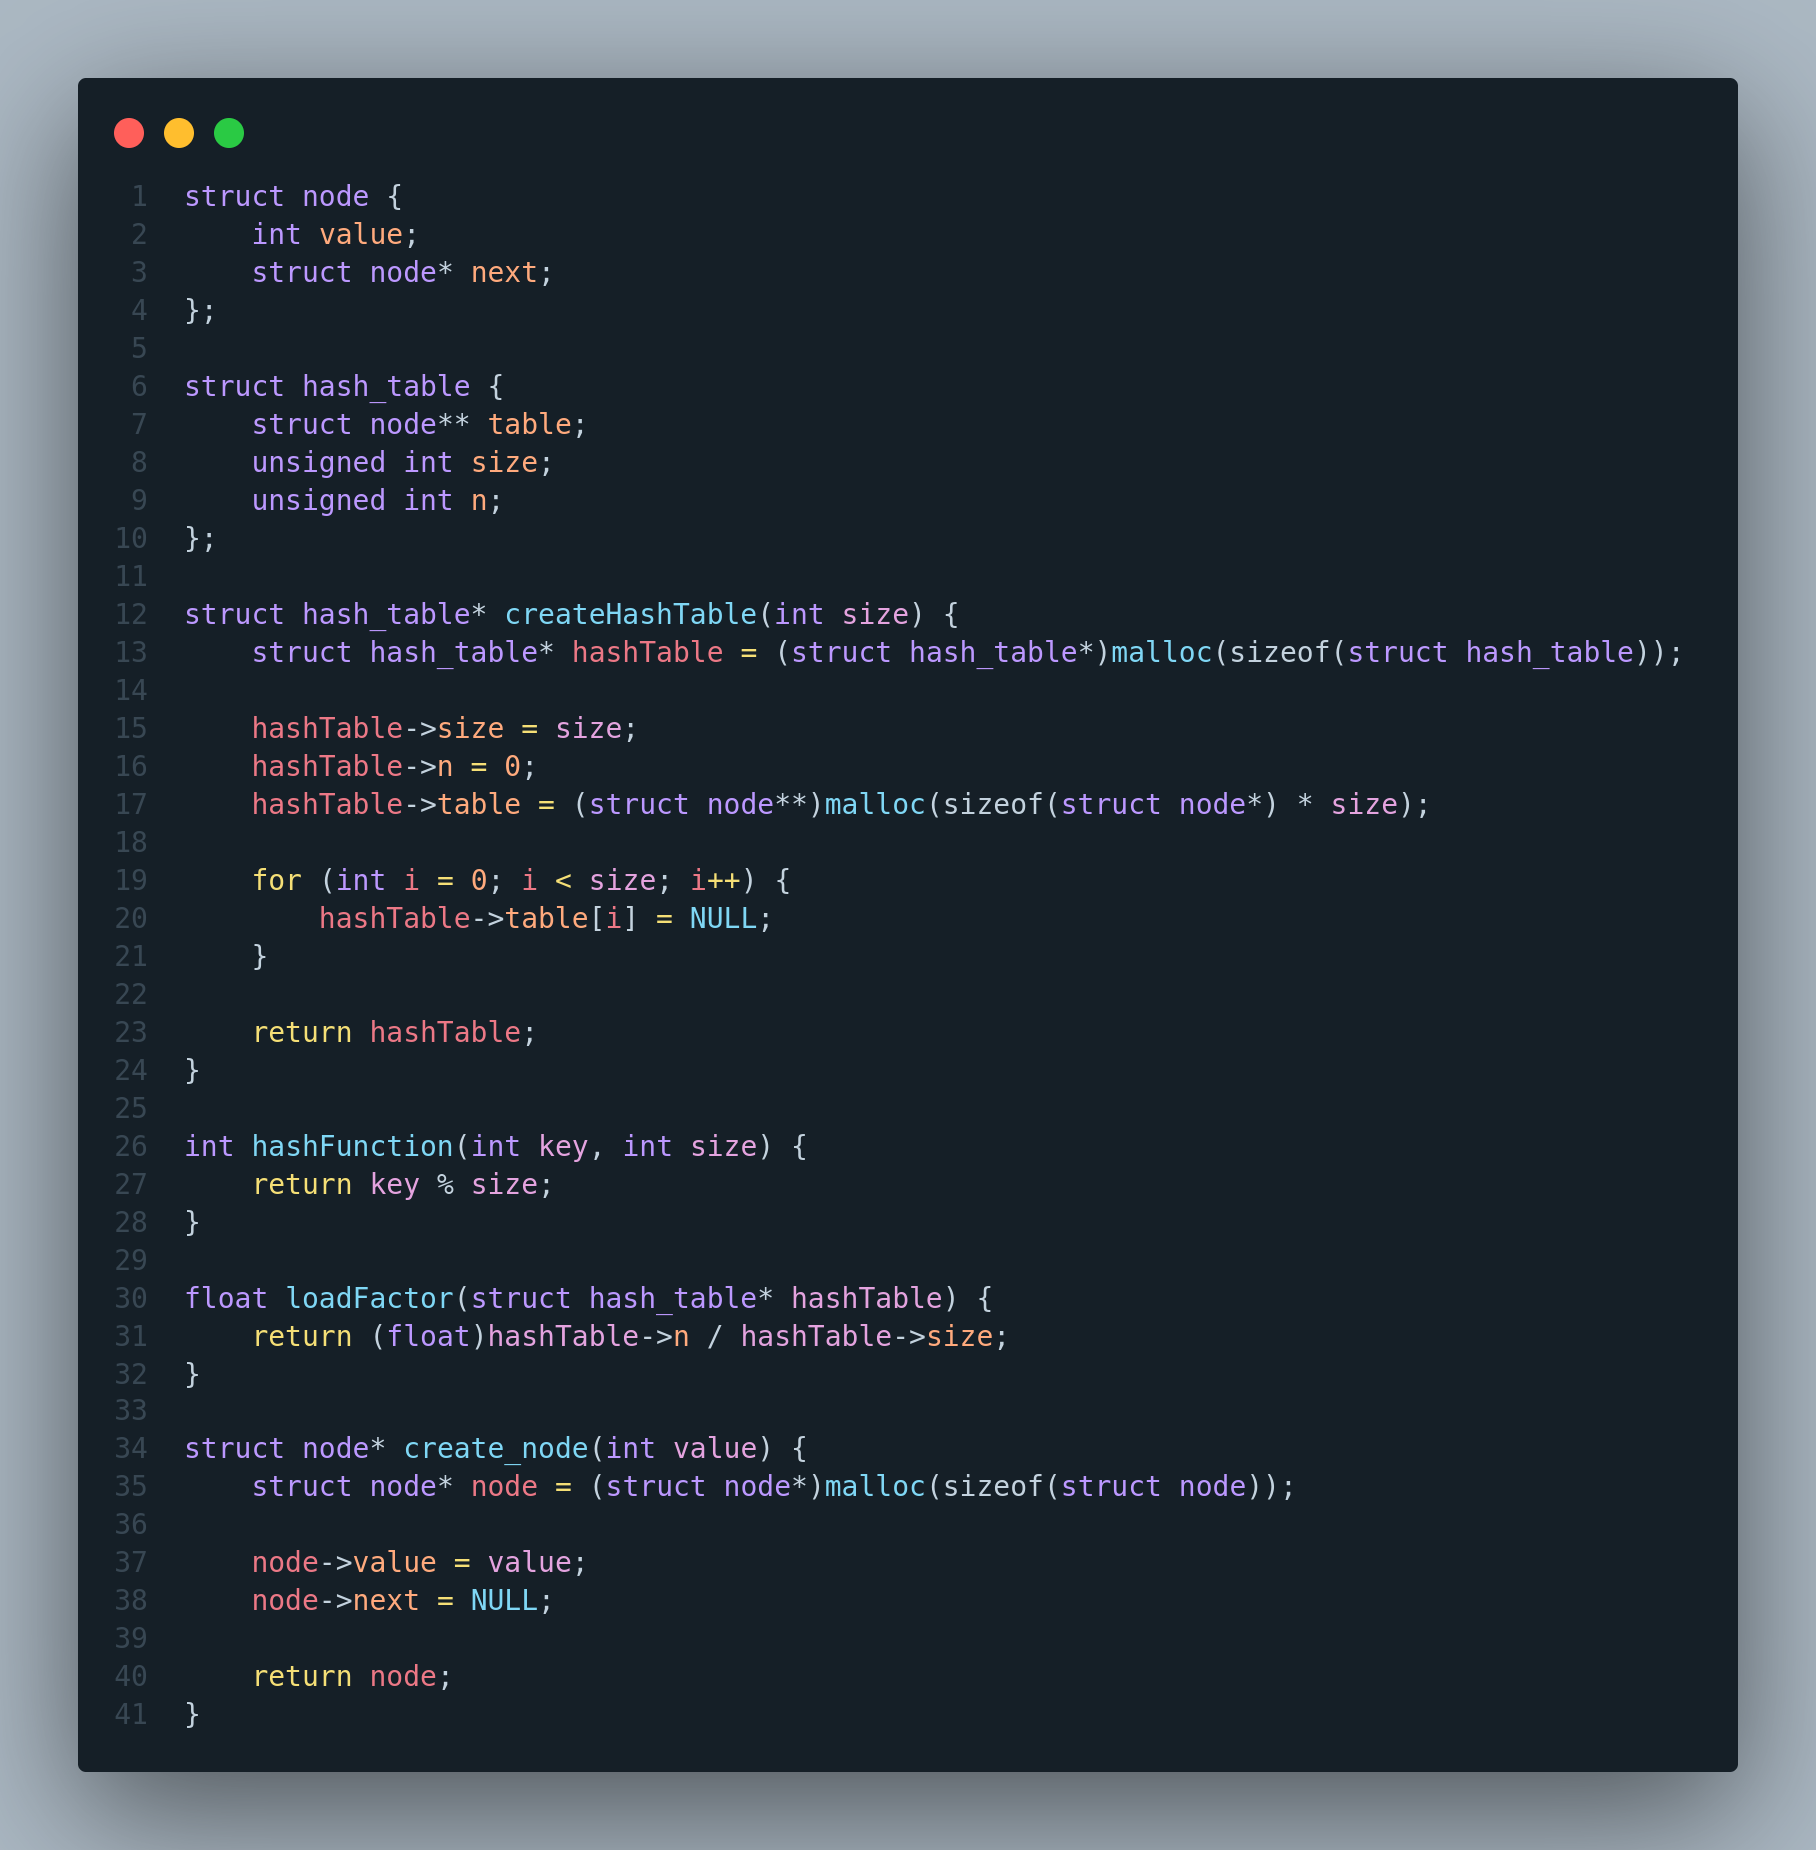 1 struct node {
2     int value;
3     struct node* next;
4 };
5
6 struct hash_table {
7     struct node** table;
8     unsigned int size;
9     unsigned int n;
10 };
11
12 struct hash_table* createHashTable(int size) {
13     struct hash_table* hashTable = (struct hash_table*)malloc(sizeof(struct hash_table));
14
15     hashTable->size = size;
16     hashTable->n = 0;
17     hashTable->table = (struct node**)malloc(sizeof(struct node*) * size);
18
19     for (int i = 0; i < size; i++) {
20         hashTable->table[i] = NULL;
21     }
22
23     return hashTable;
24 }
25
26 int hashFunction(int key, int size) {
27     return key % size;
28 }
29
30 float loadFactor(struct hash_table* hashTable) {
31     return (float)hashTable->n / hashTable->size;
32 }
33
34 struct node* create_node(int value) {
35     struct node* node = (struct node*)malloc(sizeof(struct node));
36
37     node->value = value;
38     node->next = NULL;
39
40     return node;
41 }